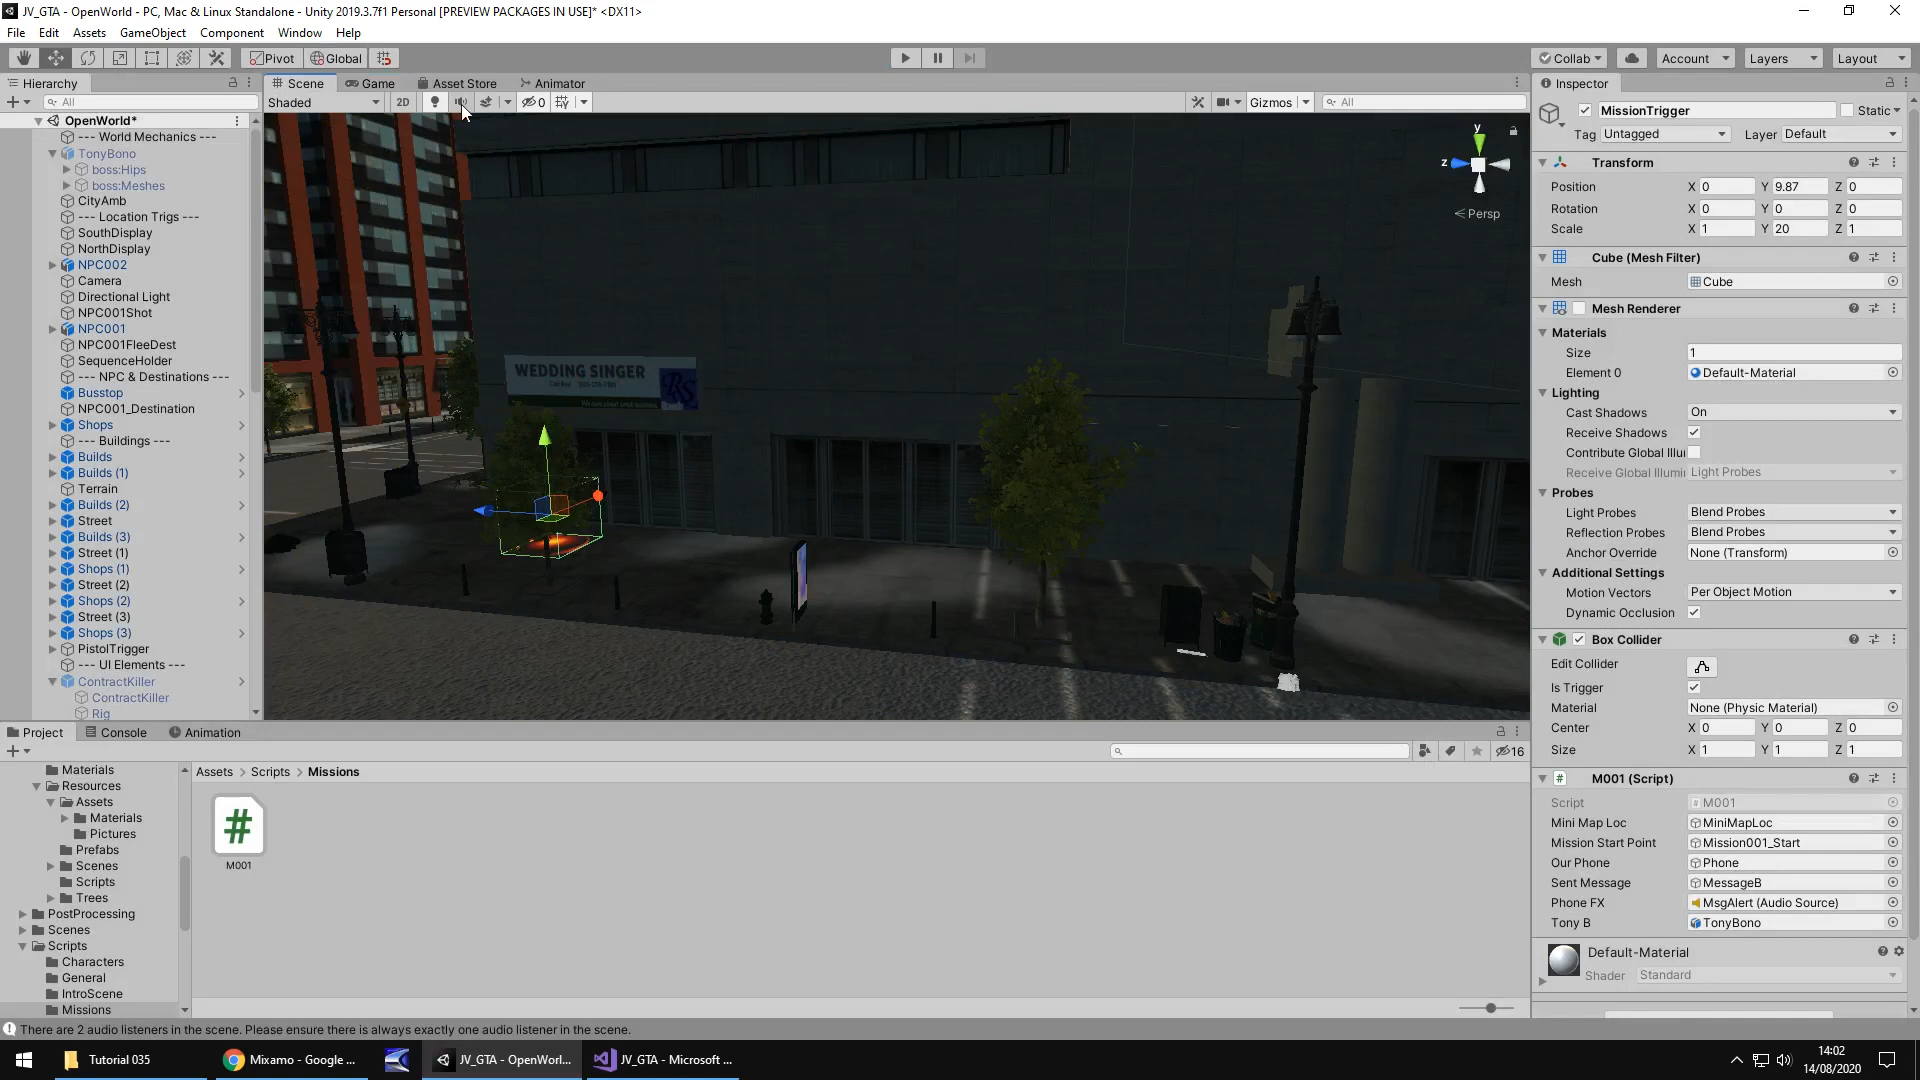 JV_GTA - OpenWorld - PC, Mac & Linux Standalone - Unity 2019.3.7f1 Personal [PREVIEW PACKAGES IN USE]* <DX11>
File Edit Assets GameObject Component Window Help
Pivot Global Collab Account Layers Layout
Hierarchy Scene Game Asset Store Animator Inspector
All Shaded 2D 0 Gizmos All
OpenWorld*
--- World Mechanics ---
TonyBono
boss:Hips
boss:Meshes
CityAmb
--- Location Trigs ---
SouthDisplay
NorthDisplay
NPC002
Camera
Directional Light
NPC001Shot
NPC001
NPC001FleeDest
SequenceHolder
--- NPC & Destinations ---
Busstop
NPC001_Destination
Shops
--- Buildings ---
Builds
Builds (1)
Terrain
Builds (2)
Street
Builds (3)
Street (1)
Shops (1)
Street (2)
Shops (2)
Street (3)
Shops (3)
PistolTrigger
--- UI Elements ---
ContractKiller
ContractKiller
Rig
y
z
Persp
WEDDING SINGER
RS
MissionTrigger Static
Tag Untagged Layer Default
Transform
Position X 0 Y 9.87 Z 0
Rotation X 0 Y 0 Z 0
Scale X 1 Y 20 Z 1
Cube (Mesh Filter)
Mesh Cube
Mesh Renderer
Materials
Size 1
Element 0 Default-Material
Lighting
Cast Shadows On
Receive Shadows
Contribute Global Illu
Receive Global Illumi Light Probes
Probes
Light Probes Blend Probes
Reflection Probes Blend Probes
Anchor Override None (Transform)
Additional Settings
Motion Vectors Per Object Motion
Dynamic Occlusion
Box Collider
Edit Collider
Is Trigger
Material None (Physic Material)
Center X 0 Y 0 Z 0
Size X 1 Y 1 Z 1
# M001 (Script)
Script # M001
Mini Map Loc MiniMapLoc
Mission Start Point Mission001_Start
Our Phone Phone
Sent Message MessageB
Phone FX MsgAlert (Audio Source)
Tony B TonyBono
Default-Material
Shader Standard
Project Console Animation
16
Materials
Resources
Assets
Materials
Pictures
Prefabs
Scenes
Scripts
Trees
PostProcessing
Scenes
Scripts
Characters
General
IntroScene
Missions
Assets > Scripts > Missions
#
M001
There are 2 audio listeners in the scene. Please ensure there is always exactly one audio listener in the scene.
Tutorial 035 Mixamo - Google ... JV_GTA - OpenWorl... JV_GTA - Microsoft ...
14:02
14/08/2020